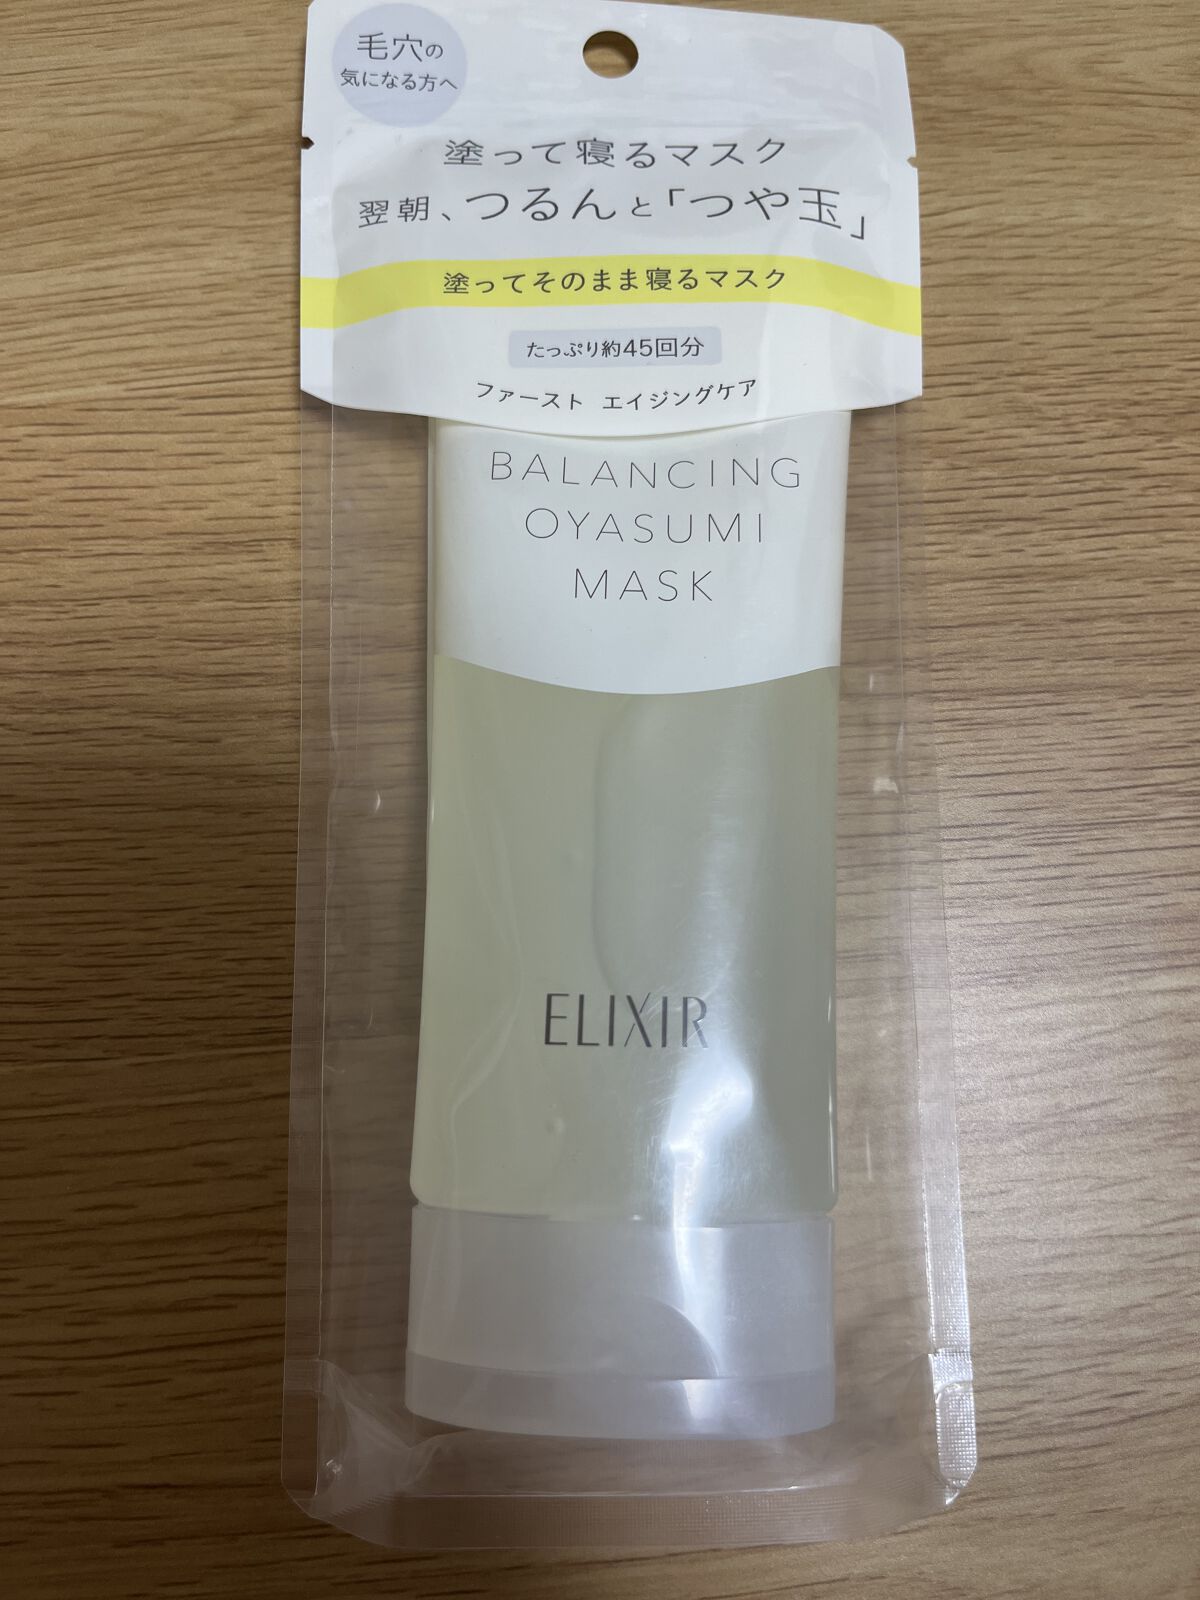 毛穴の
気になる方へ
塗って寝るマスク
翌朝、つるんと「つや玉」
塗ってそのまま寝るマスク
たっぷり約45回分
ファースト エイジングケア
BALANCING
OYASUMI
MASK
ELIXIR